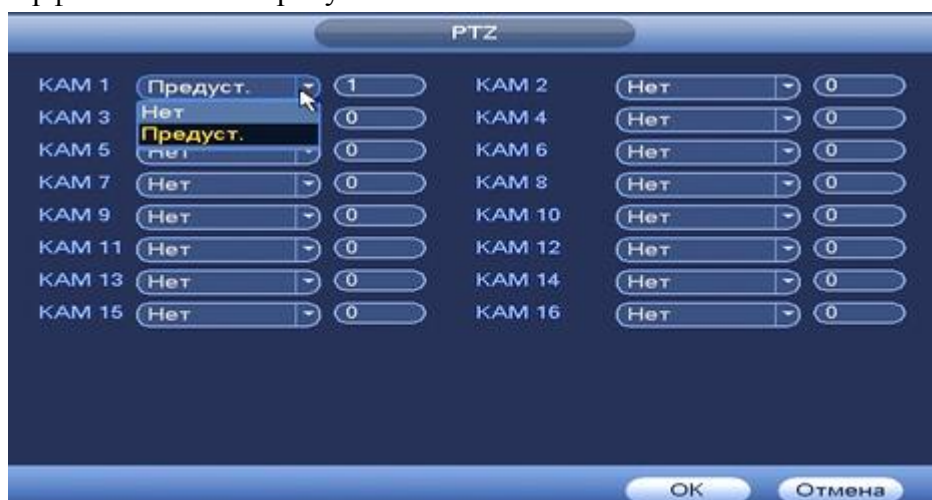 PTZ
КАМ 1 Предуст. 1 КАМ 2 Нет 0
КАМ 3 Нет 0 КАМ 4 Нет 0
Предуст.
КАМ 5 Нет 0 КАМ 6 Нет 0
КАМ 7 Нет 0 КАМ 8 Нет 0
КАМ 9 Нет 0 КАМ 10 Нет 0
КАМ 11 Нет 0 КАМ 12 Нет 0
КАМ 13 Нет 0 КАМ 14 Нет 0
КАМ 15 Нет 0 КАМ 16 Нет 0
OK Отмена